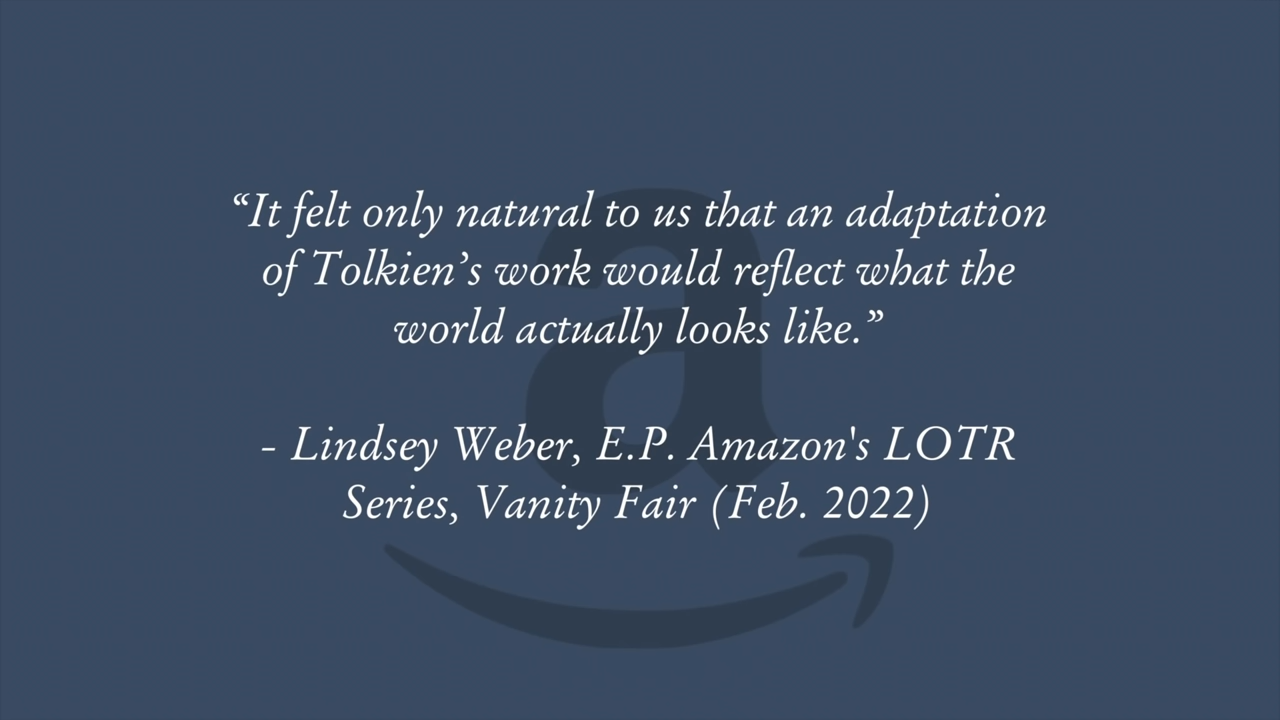 “It felt only natural to us that an adaptation
of Tolkien’s work would reflect what the
world actually looks like.”
- Lindsey Weber, E.P. Amazon's LOTR
Series, Vanity Fair (Feb. 2022)